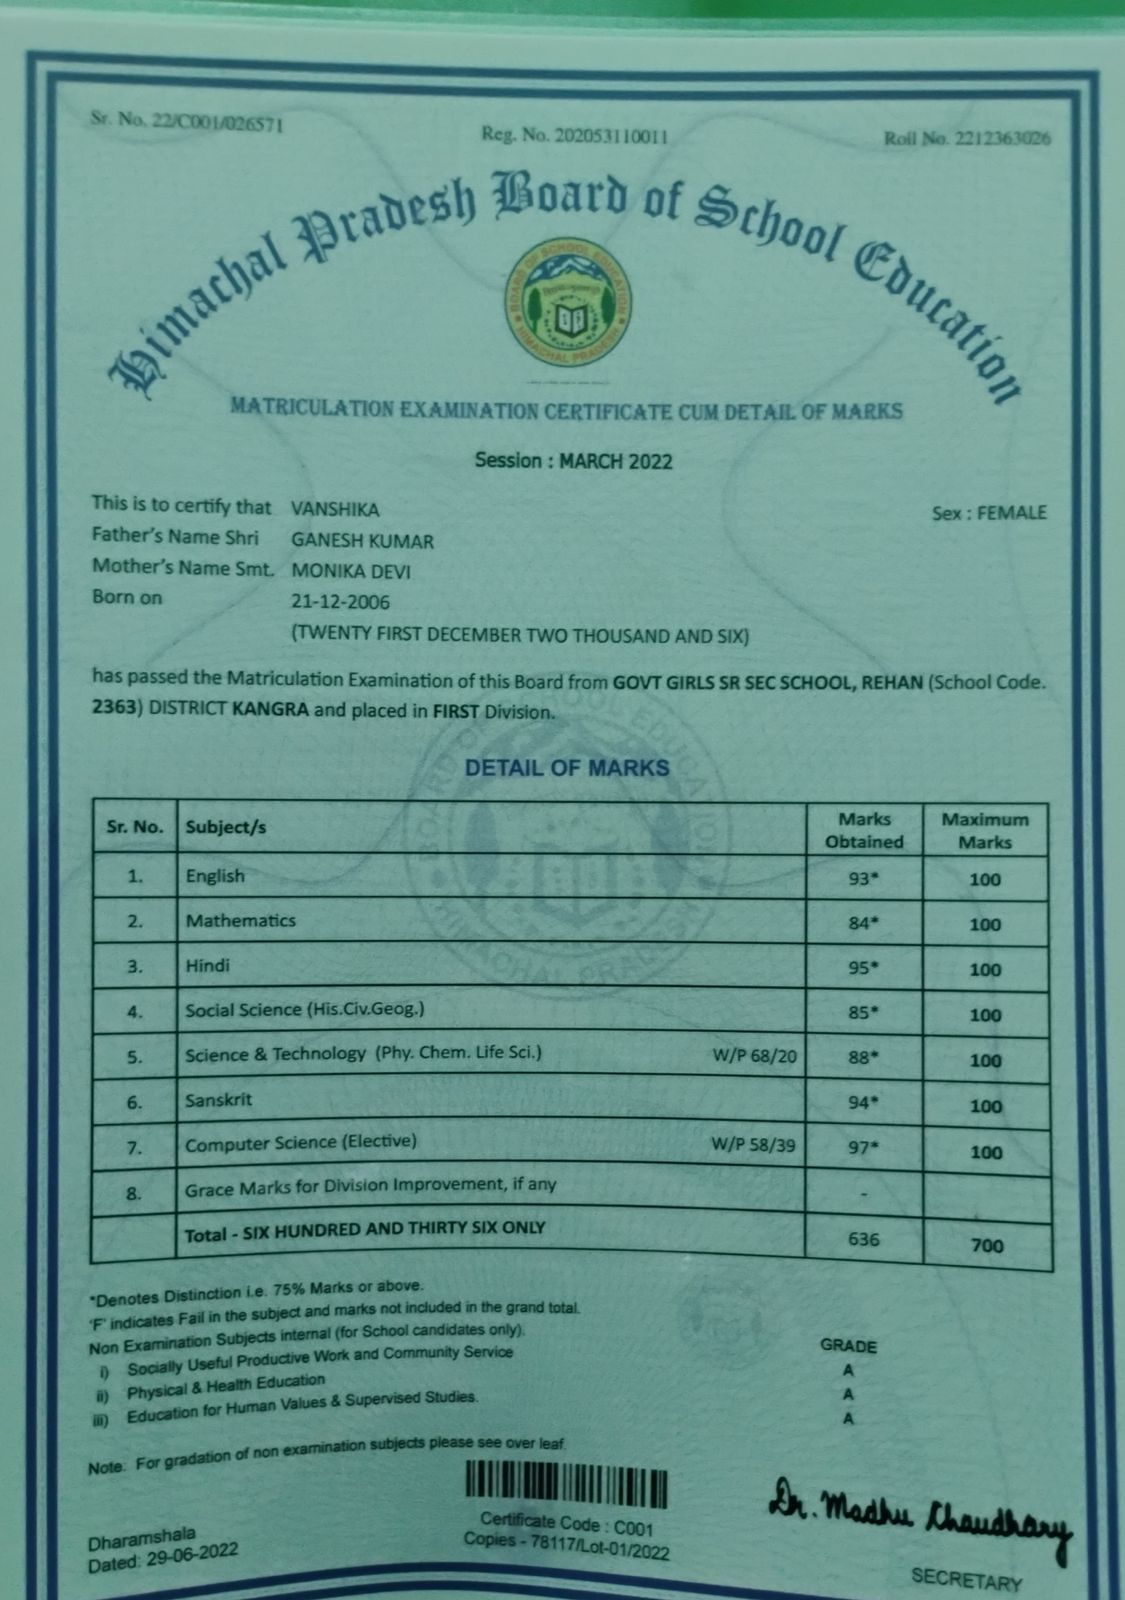 Sr. No. 22/C001/026571
Reg. No. 202053110011
Roll No. 2212363026
Himachal Pradesh Board of School Education
BOARD OF SCHOOL EDUCATION
HIMACHAL PRADESH
MATRICULATION EXAMINATION CERTIFICATE CUM DETAIL OF MARKS
Session : MARCH 2022
This is to certify that VANSHIKA Sex : FEMALE
Father's Name Shri GANESH KUMAR
Mother's Name Smt. MONIKA DEVI
Born on 21-12-2006
(TWENTY FIRST DECEMBER TWO THOUSAND AND SIX)
has passed the Matriculation Examination of this Board from GOVT GIRLS SR SEC SCHOOL, REHAN (School Code.
2363) DISTRICT KANGRA and placed in FIRST Division.
DETAIL OF MARKS
Sr. No. Subject/s Marks Obtained Maximum Marks
1. English 93* 100
2. Mathematics 84* 100
3. Hindi 95* 100
4. Social Science (His.Civ.Geog.) 85* 100
5. Science & Technology (Phy. Chem. Life Sci.) W/P 68/20 88* 100
6. Sanskrit 94* 100
7. Computer Science (Elective) W/P 58/39 97* 100
8. Grace Marks for Division Improvement, if any -
Total - SIX HUNDRED AND THIRTY SIX ONLY 636 700
*Denotes Distinction i.e. 75% Marks or above.
'F' indicates Fail in the subject and marks not included in the grand total.
Non Examination Subjects internal (for School candidates only). GRADE
i) Socially Useful Productive Work and Community Service A
ii) Physical & Health Education A
iii) Education for Human Values & Supervised Studies. A
Note: For gradation of non examination subjects please see over leaf.
Certificate Code : C001
Copies - 78117/Lot-01/2022
Dharamshala
Dated: 29-06-2022
Dr. Madhu Chaudhary
SECRETARY